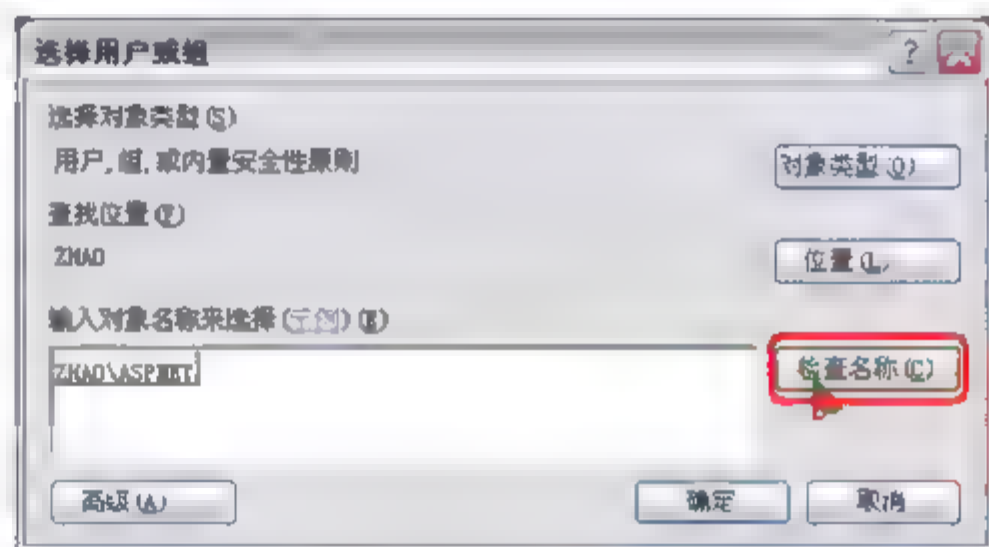 选择用户或组
选择对象类型(S)
用户,组,或内置安全性原则
对象类型(O)
查找位置(F)
ZHAO
位置(L)
输入对象名称来选择(示例)(E)
ZHAO\ASPNET
检查名称(C)
高级(A)
确定
取消